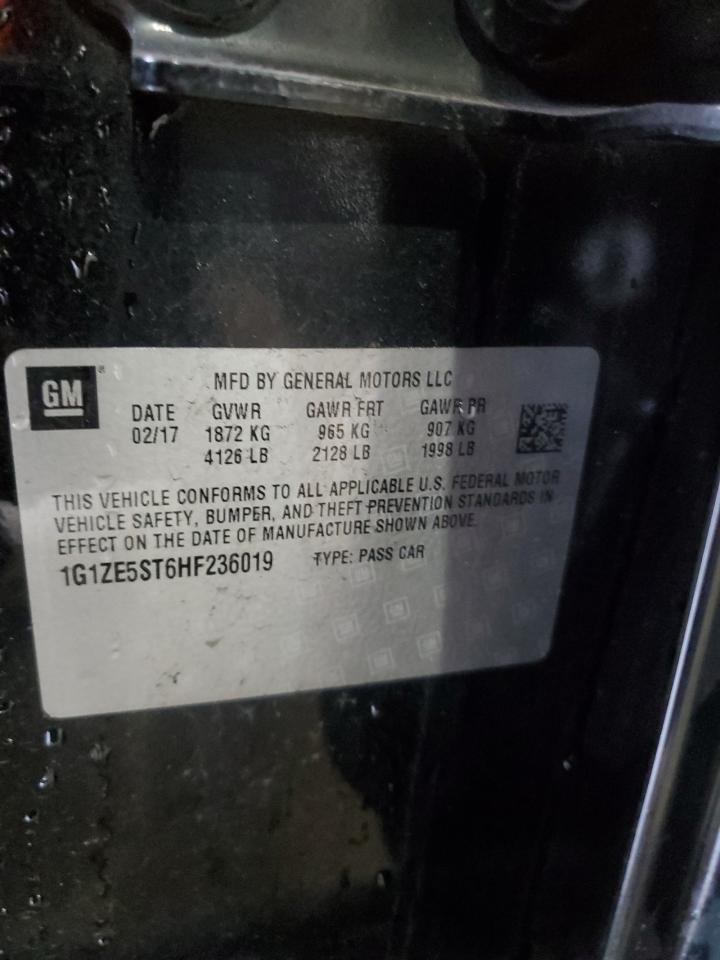 GM
MFD BY GENERAL MOTORS LLC
DATE GVWR GAWR FRT GAWR RR
02/17 1872 KG 965 KG 907 KG
4126 LB 2128 LB 1998 LB
THIS VEHICLE CONFORMS TO ALL APPLICABLE U.S. FEDERAL MOTOR
VEHICLE SAFETY, BUMPER, AND THEFT PREVENTION STANDARDS IN
EFFECT ON THE DATE OF MANUFACTURE SHOWN ABOVE.
1G1ZE5ST6HF236019 TYPE: PASS CAR